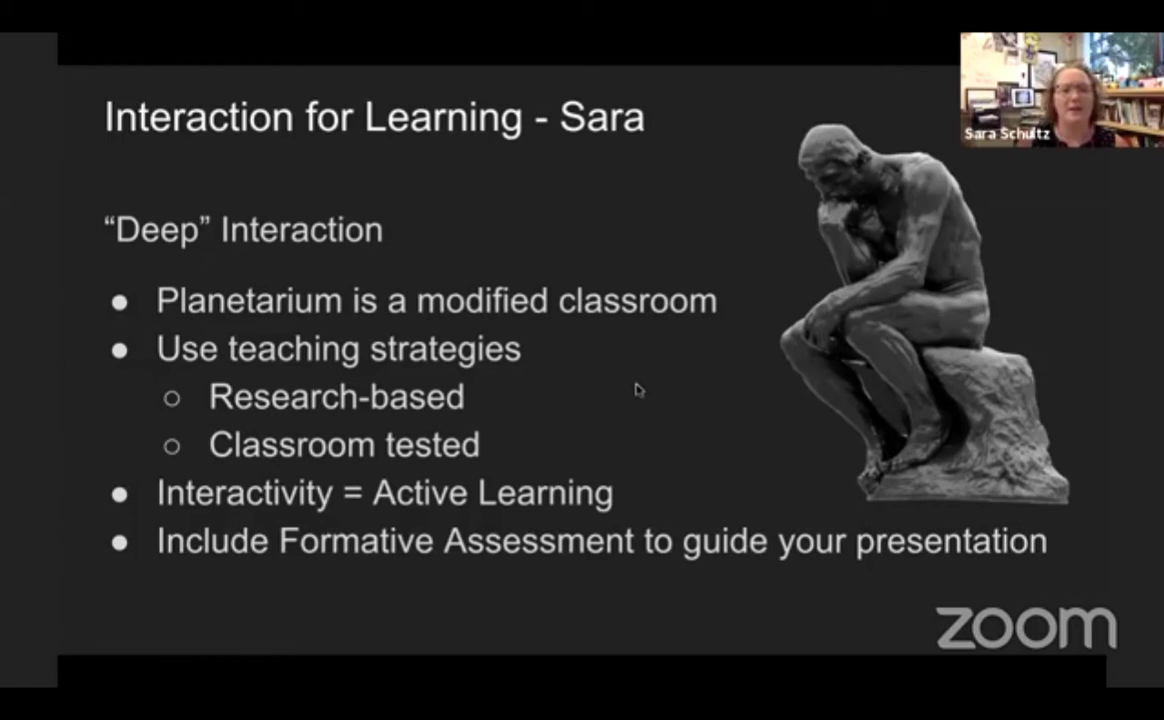 Interaction for Learning - Sara
Sara Schultz
“Deep” Interaction
● Planetarium is a modified classroom
● Use teaching strategies
○ Research-based
○ Classroom tested
● Interactivity = Active Learning
● Include Formative Assessment to guide your presentation
zoom